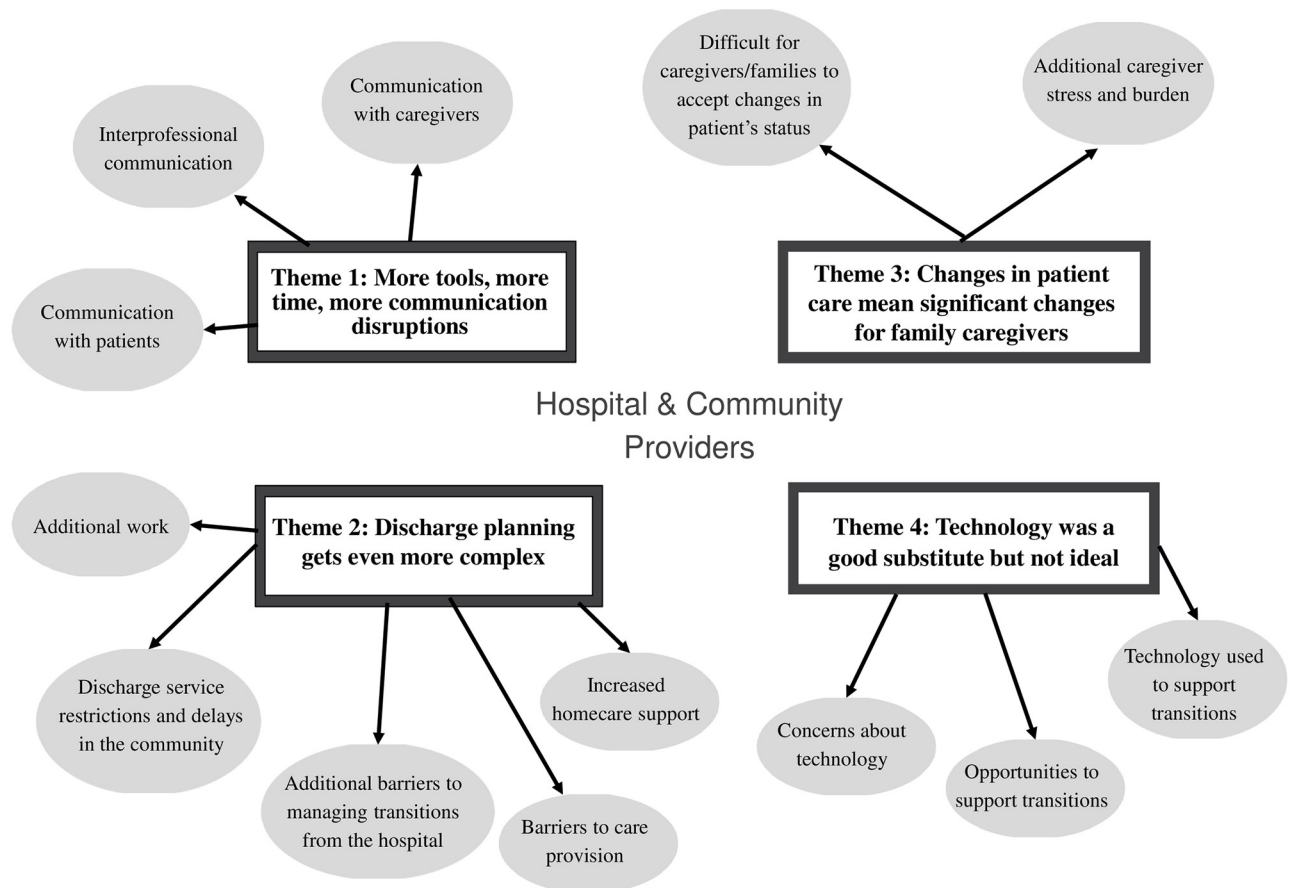 Communication
with caregivers
Interprofessional
communication
Communication
with patients
Theme 1: More tools, more
time, more communication
disruptions
Difficult for
caregivers/families to
accept changes in
patient’s status
Additional caregiver
stress and burden
Theme 3: Changes in patient
care mean significant changes
for family caregivers
Hospital & Community
Providers
Theme 2: Discharge planning
gets even more complex
Additional work
Discharge service
restrictions and delays
in the community
Additional barriers to
managing transitions
from the hospital
Barriers to care
provision
Increased
homecare support
Theme 4: Technology was a
good substitute but not ideal
Concerns about
technology
Opportunities to
support transitions
Technology used
to support
transitions